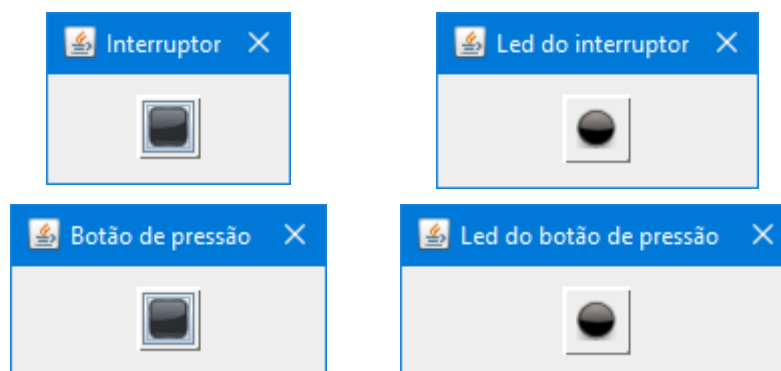 Interruptor
Led do interruptor
Botão de pressão
Led do botão de pressão